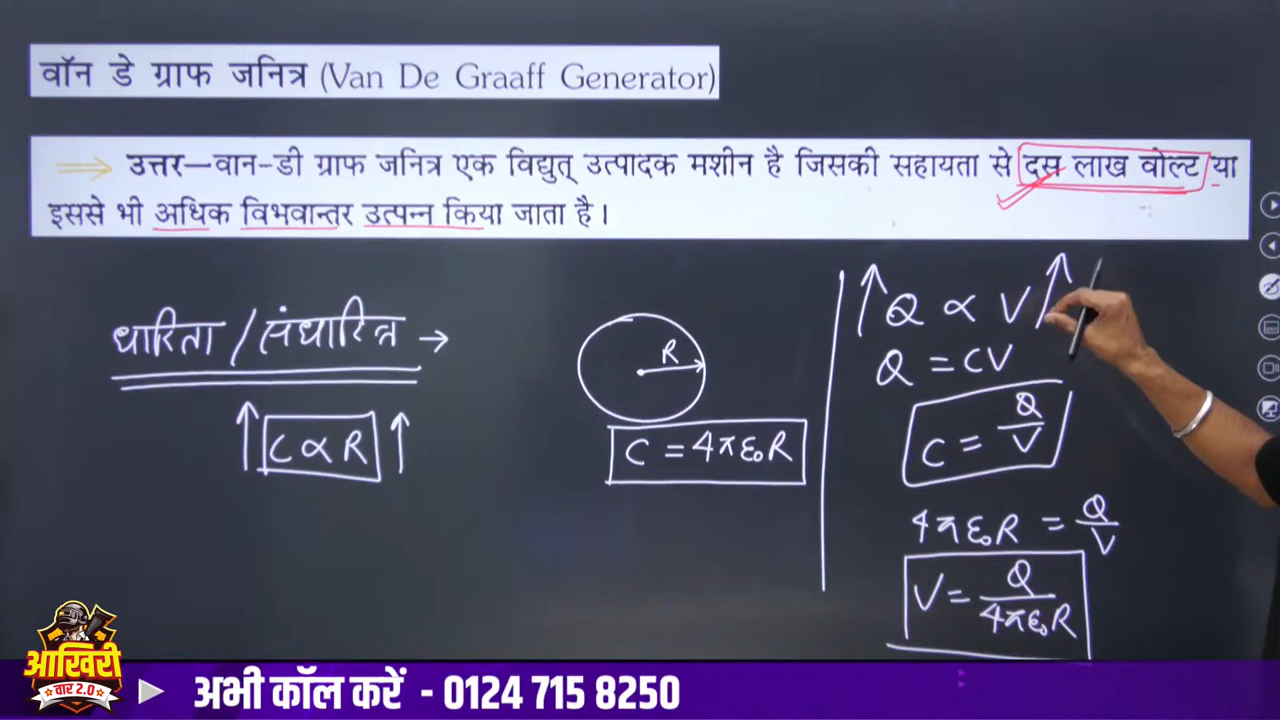 वॉन डे ग्राफ जनित्र (Van De Graaff Generator)
उत्तर—वान-डी ग्राफ जनित्र एक विद्युत् उत्पादक मशीन है जिसकी सहायता से दस लाख वोल्ट या
इससे भी अधिक विभवान्तर उत्पन्न किया जाता है।
धारिता / संधारित्र →
↑ C ∝ R ↑
R
C = 4πε₀R
↑ Q ∝ V ↑
Q = CV
C = Q/V
4πε₀R = Q/V
V = Q/4πε₀R
आखिरी
वार 2.0
अभी कॉल करें - 0124 715 8250